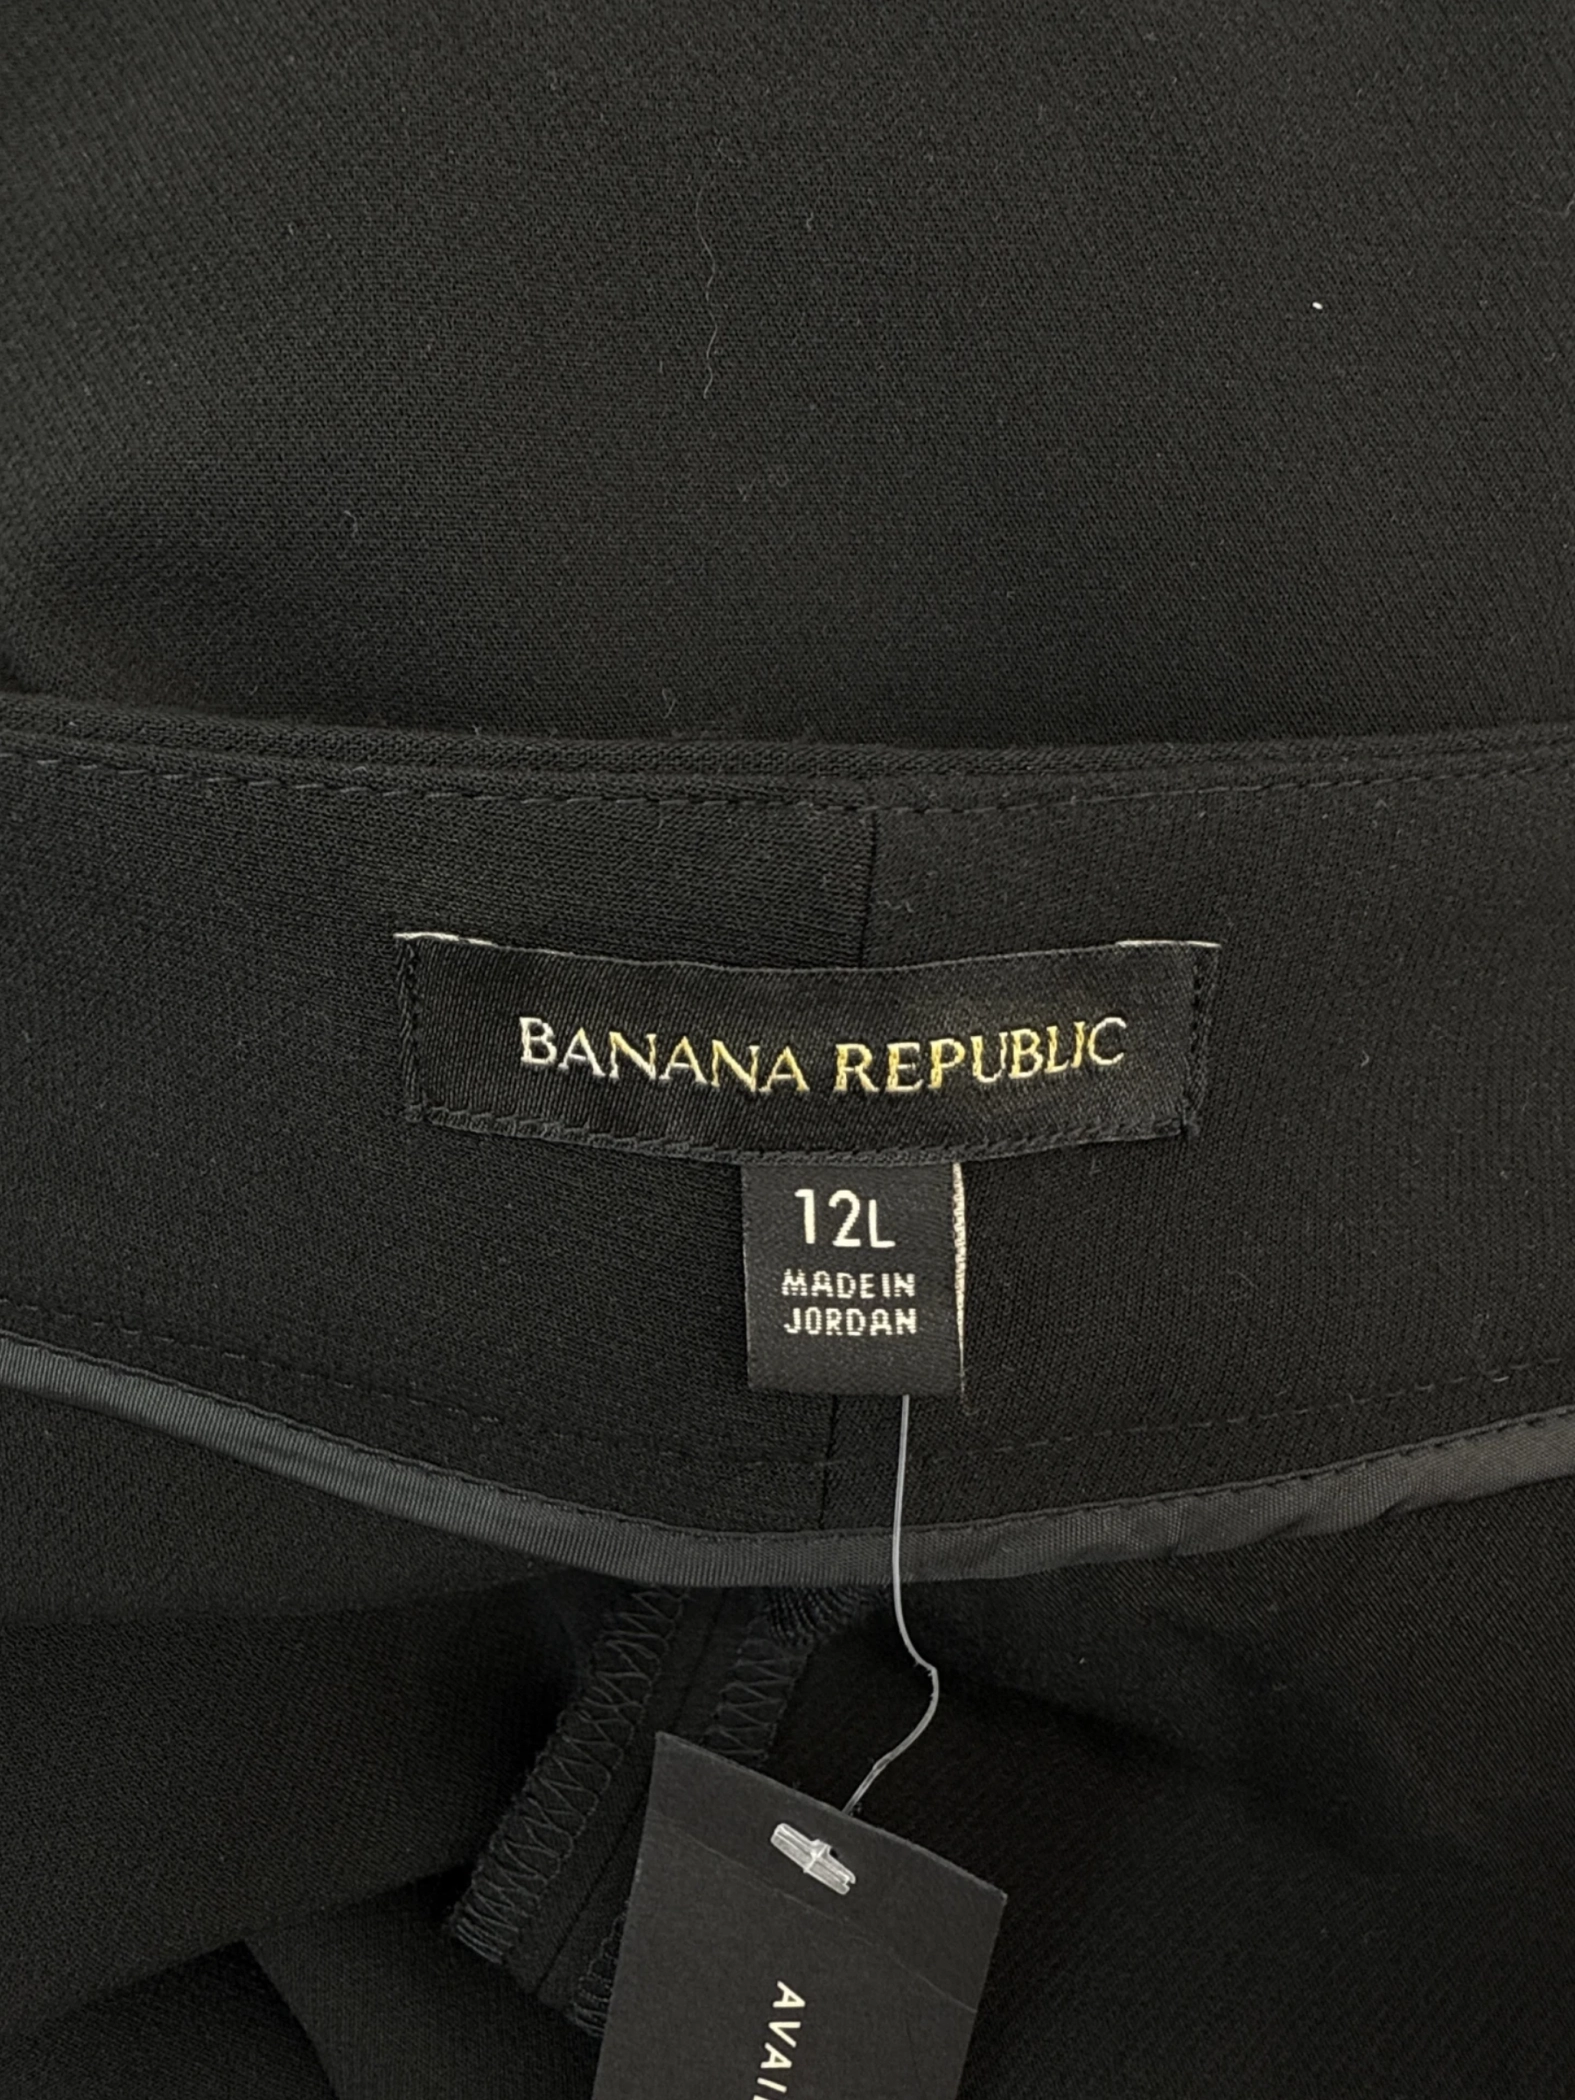 BANANA REPUBLIC
12L
MADE IN
JORDAN